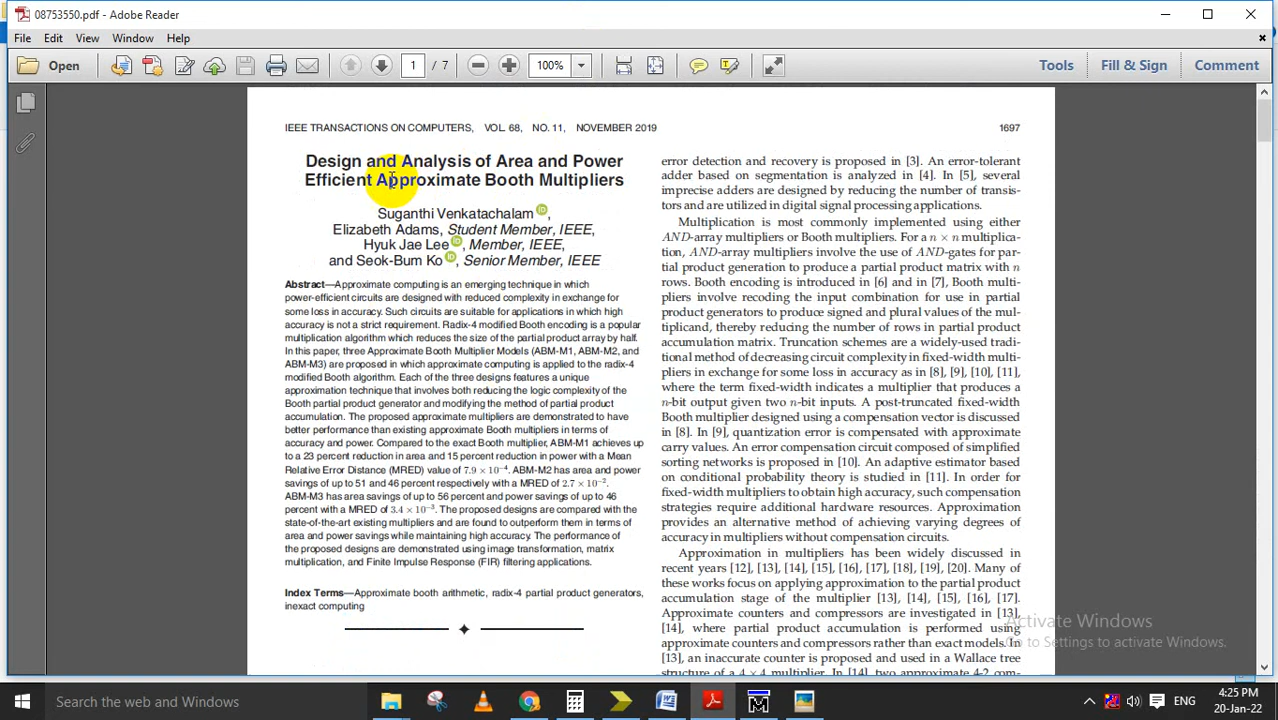 08753550.pdf - Adobe Reader
File Edit View Window Help
Open 1 / 7 100% Tools Fill & Sign Comment
IEEE TRANSACTIONS ON COMPUTERS, VOL. 68, NO. 11, NOVEMBER 2019 1697
Design and Analysis of Area and Power
Efficient Approximate Booth Multipliers
Suganthi Venkatachalam,
Elizabeth Adams, Student Member, IEEE,
Hyuk Jae Lee, Member, IEEE,
and Seok-Bum Ko, Senior Member, IEEE
Abstract—Approximate computing is an emerging technique in which
power-efficient circuits are designed with reduced complexity in exchange for
some loss in accuracy. Such circuits are suitable for applications in which high
accuracy is not a strict requirement. Radix-4 modified Booth encoding is a popular
multiplication algorithm which reduces the size of the partial product array by half.
In this paper, three Approximate Booth Multiplier Models (ABM-M1, ABM-M2, and
ABM-M3) are proposed in which approximate computing is applied to the radix-4
modified Booth algorithm. Each of the three designs features a unique
approximation technique that involves both reducing the logic complexity of the
Booth partial product generator and modifying the method of partial product
accumulation. The proposed approximate multipliers are demonstrated to have
better performance than existing approximate Booth multipliers in terms of
accuracy and power. Compared to the exact Booth multiplier, ABM-M1 achieves up
to a 23 percent reduction in area and 15 percent reduction in power with a Mean
Relative Error Distance (MRED) value of 7.9 × 10⁻⁴. ABM-M2 has area and power
savings of up to 51 and 46 percent respectively with a MRED of 2.7 × 10⁻².
ABM-M3 has area savings of up to 56 percent and power savings of up to 46
percent with a MRED of 3.4 × 10⁻³. The proposed designs are compared with the
state-of-the-art existing multipliers and are found to outperform them in terms of
area and power savings while maintaining high accuracy. The performance of
the proposed designs are demonstrated using image transformation, matrix
multiplication, and Finite Impulse Response (FIR) filtering applications.
Index Terms—Approximate booth arithmetic, radix-4 partial product generators,
inexact computing
error detection and recovery is proposed in [3]. An error-tolerant
adder based on segmentation is analyzed in [4]. In [5], several
imprecise adders are designed by reducing the number of transis-
tors and are utilized in digital signal processing applications.
Multiplication is most commonly implemented using either
AND-array multipliers or Booth multipliers. For a n × n multiplica-
tion, AND-array multipliers involve the use of AND-gates for par-
tial product generation to produce a partial product matrix with n
rows. Booth encoding is introduced in [6] and in [7], Booth multi-
pliers involve recoding the input combination for use in partial
product generators to produce signed and plural values of the mul-
tiplicand, thereby reducing the number of rows in partial product
accumulation matrix. Truncation schemes are a widely-used tradi-
tional method of decreasing circuit complexity in fixed-width multi-
pliers in exchange for some loss in accuracy as in [8], [9], [10], [11],
where the term fixed-width indicates a multiplier that produces a
n-bit output given two n-bit inputs. A post-truncated fixed-width
Booth multiplier designed using a compensation vector is discussed
in [8]. In [9], quantization error is compensated with approximate
carry values. An error compensation circuit composed of simplified
sorting networks is proposed in [10]. An adaptive estimator based
on conditional probability theory is studied in [11]. In order for
fixed-width multipliers to obtain high accuracy, such compensation
strategies require additional hardware resources. Approximation
provides an alternative method of achieving varying degrees of
accuracy in multipliers without compensation circuits.
Approximation in multipliers has been widely discussed in
recent years [12], [13], [14], [15], [16], [17], [18], [19], [20]. Many of
these works focus on applying approximation to the partial product
accumulation stage of the multiplier [13], [14], [15], [16], [17].
Approximate counters and compressors are investigated in [13],
[14], where partial product accumulation is performed using
approximate counters and compressors rather than exact models. In
[13], an inaccurate counter is proposed and used in a Wallace tree
structure of a 4 × 4 multiplier. In [14], two approximate 4-2 com-
Activate Windows
Go to Settings to activate Windows.
Search the web and Windows
ENG
4:25 PM
20-Jan-22